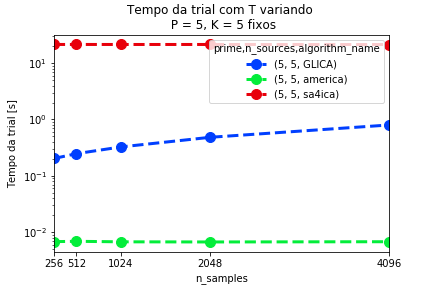 Tempo da trial com T variando
P = 5, K = 5 fixos
Tempo da trial [s]
10¹
10⁰
10⁻¹
10⁻²
prime,n_sources,algorithm_name
(5, 5, GLICA)
(5, 5, america)
(5, 5, sa4ica)
256 512 1024 2048 4096
n_samples